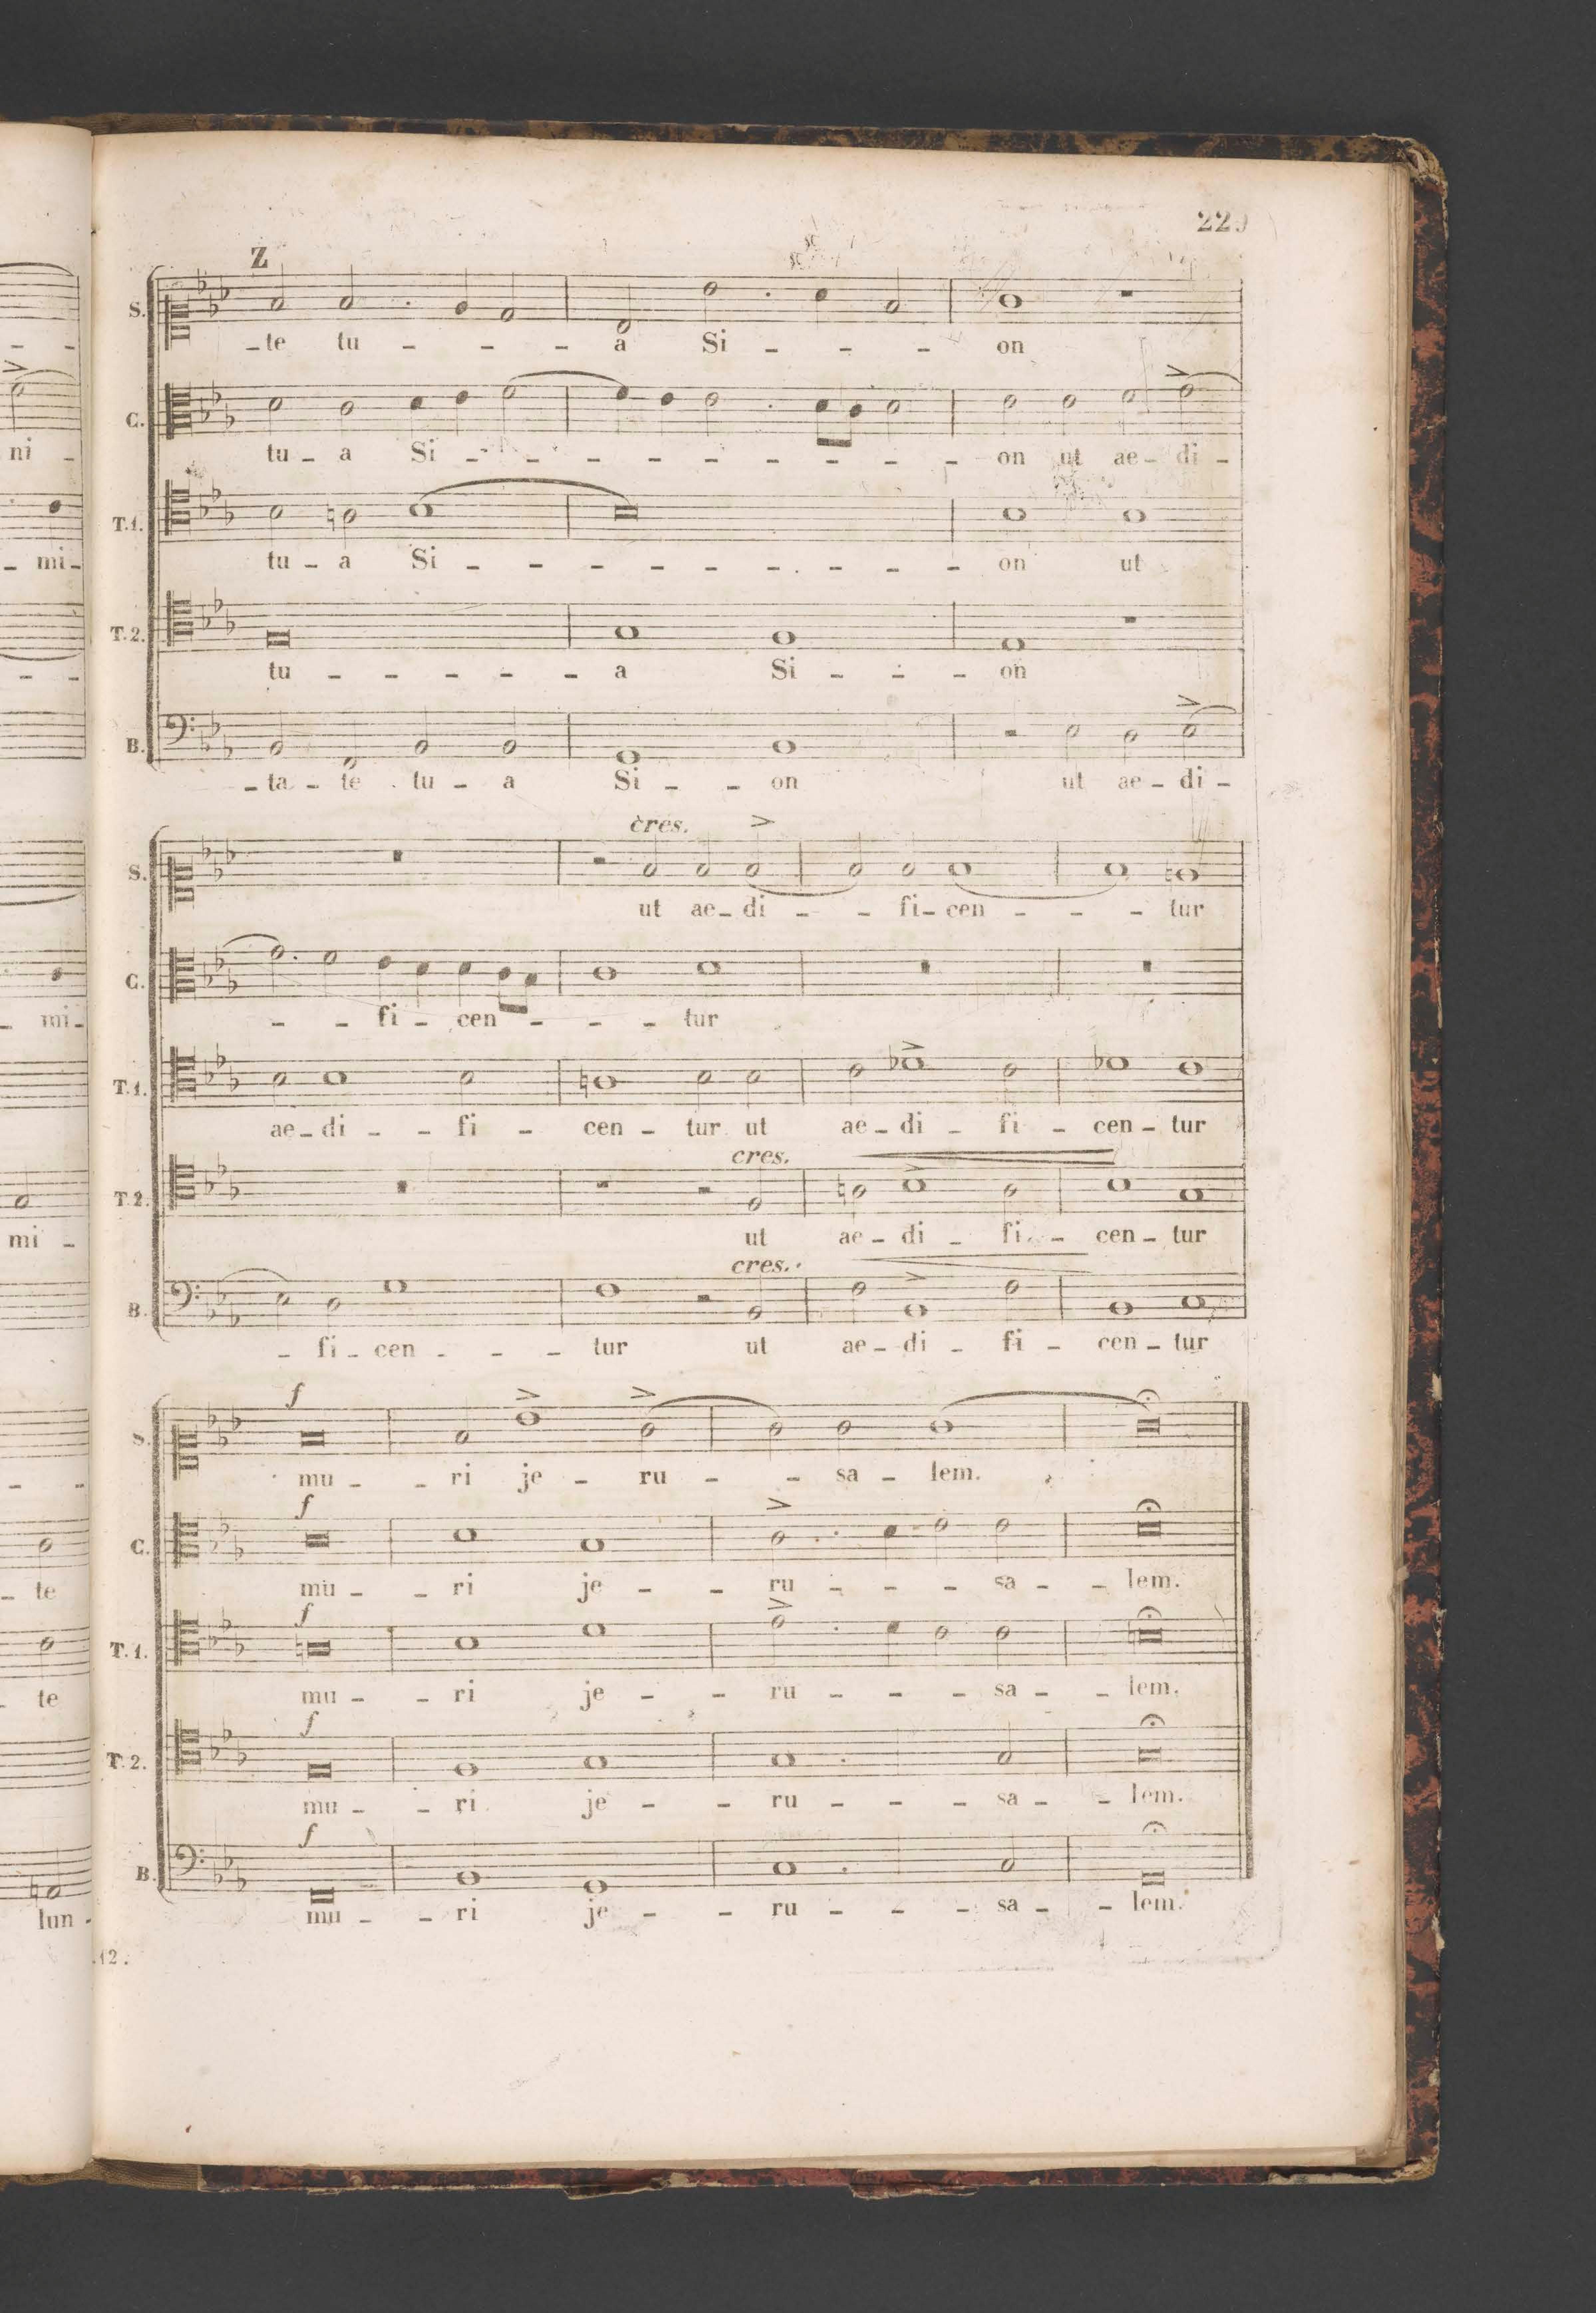 229
Z
S.
_te tu _ _ _ a Si _ _ _ on
ni _
C.
tu _ a Si _ _ _ _ _ _ _ _ _ on ut ae _ di _
T.1.
_ mi _
tu _ a Si _ _ _ _ _ _ _ _ _ on ut
T.2.
tu _ _ _ _ _ a Si _ _ _ on
B.
_ ta _ te tu _ a Si _ _ on ut ae _ di _
cres.
S.
ut ae _ di _ _ fi _ cen _ _ _ tur
C.
_ mi _
_ _ fi _ cen _ _ _ _ tur
T.1.
ae _ di _ _ fi _ cen _ tur ut ae _ di _ fi _ cen _ tur
cres.
T.2.
mi _
ut ae _ di _ fi _ cen _ tur
cres.
B.
_ fi _ cen _ _ _ tur ut ae _ di _ fi _ cen _ tur
f
S.
mu _ _ ri je _ ru _ _ sa _ lem.
f
C.
_ te
mu _ _ ri je _ _ ru _ _ _ sa _ _ lem.
f
T.1.
_ te
mu _ _ ri je _ _ ru _ _ _ sa _ _ lem.
f
T.2.
mu _ _ ri je _ _ ru _ _ _ sa _ _ lem.
f
B.
lun _
mu _ _ ri je _ _ ru _ _ _ sa _ _ lem.
.12.